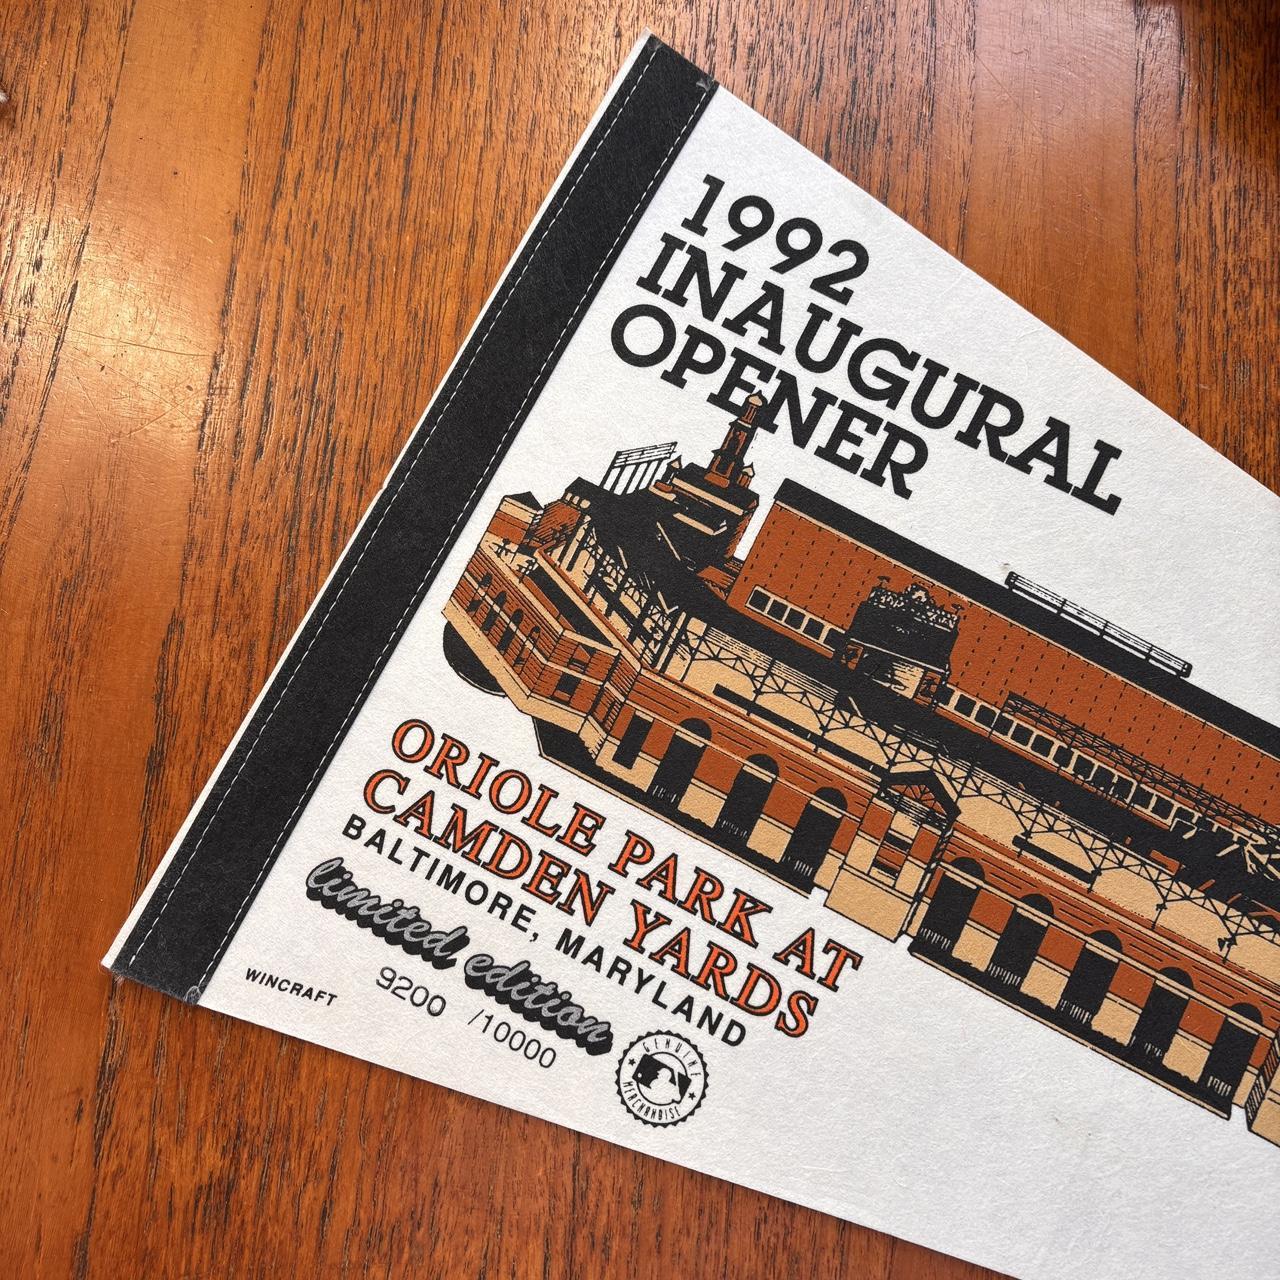 1992
INAUGURAL
OPENER
ORIOLE PARK AT
CAMDEN YARDS
BALTIMORE, MARYLAND
limited edition
WINCRAFT
9200 /10000
GENUINE
MERCHANDISE